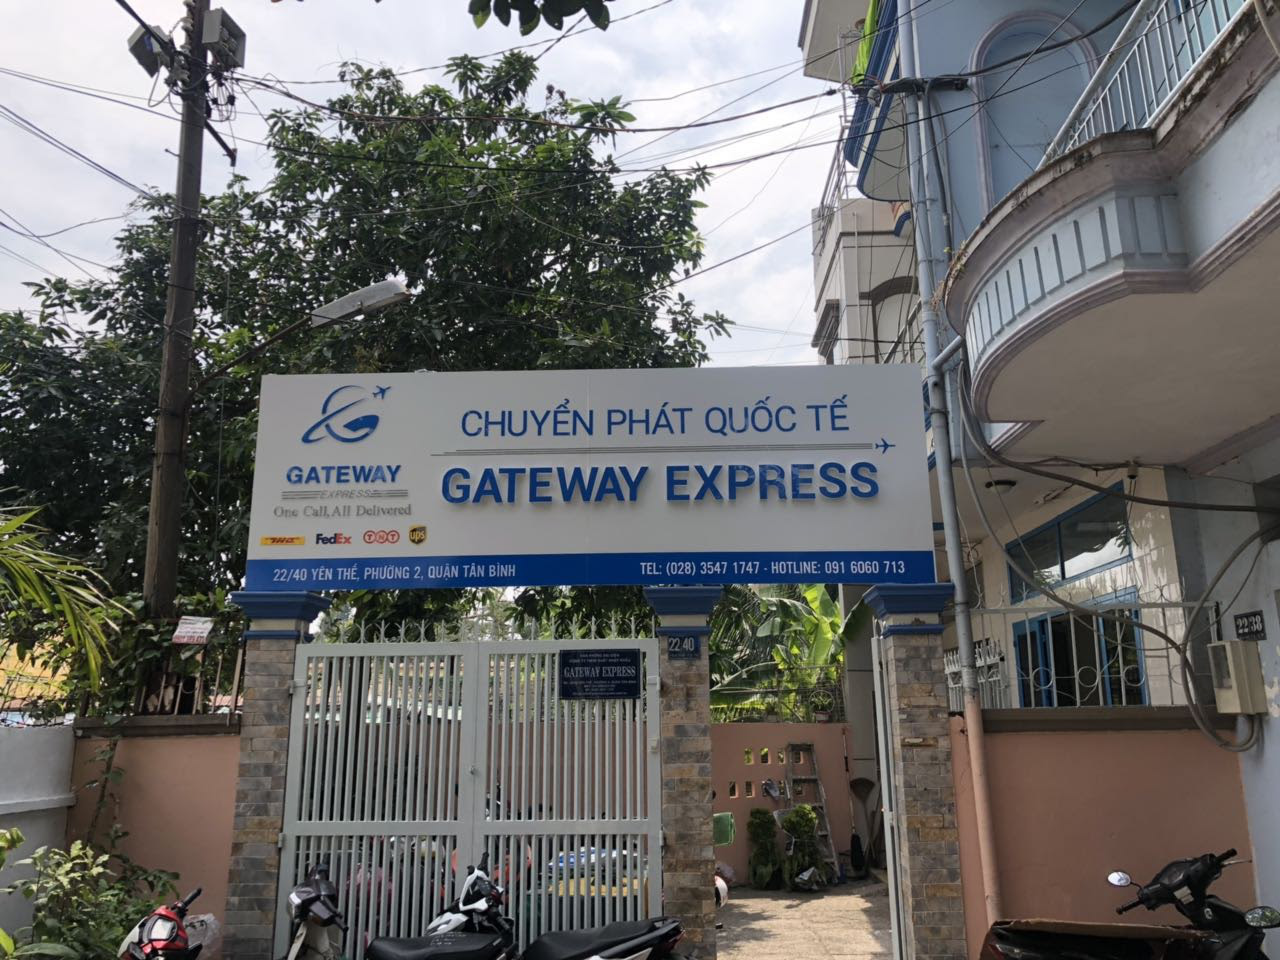 GATEWAY
EXPRESS
One Call, All Delivered
DHL FedEx TNT ups
CHUYỂN PHÁT QUỐC TẾ
GATEWAY EXPRESS
22/40 YÊN THẾ, PHƯỜNG 2, QUẬN TÂN BÌNH
TEL: (028) 3547 1747 - HOTLINE: 091 6060 713
22/40
GATEWAY EXPRESS
22/38